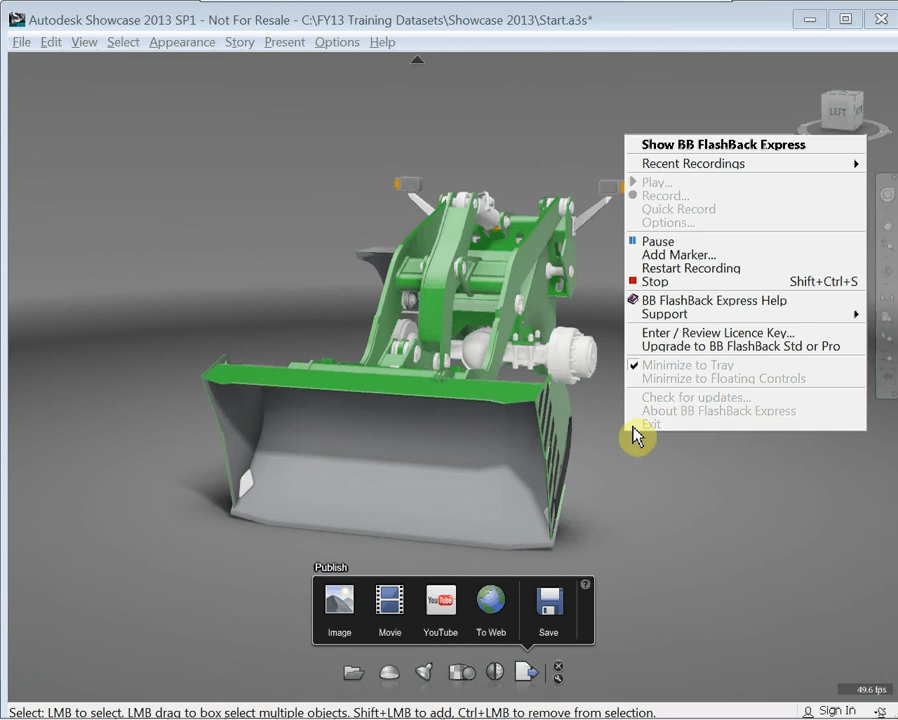 Autodesk Showcase 2013 SP1 - Not For Resale - C:\FY13 Training Datasets\Showcase 2013\Start.a3s*
File Edit View Select Appearance Story Present Options Help
LEFT
Show BB FlashBack Express
Recent Recordings
Play...
Record...
Quick Record
Options...
Pause
Add Marker...
Restart Recording
Stop Shift+Ctrl+S
BB FlashBack Express Help
Support
Enter / Review Licence Key...
Upgrade to BB FlashBack Std or Pro
Minimize to Tray
Minimize to Floating Controls
Check for updates...
About BB FlashBack Express
Exit
Publish
You Tube
?
Image Movie YouTube To Web Save
49.6 fps
Select: LMB to select. LMB drag to box select multiple objects. Shift+LMB to add, Ctrl+LMB to remove from selection. Sign In